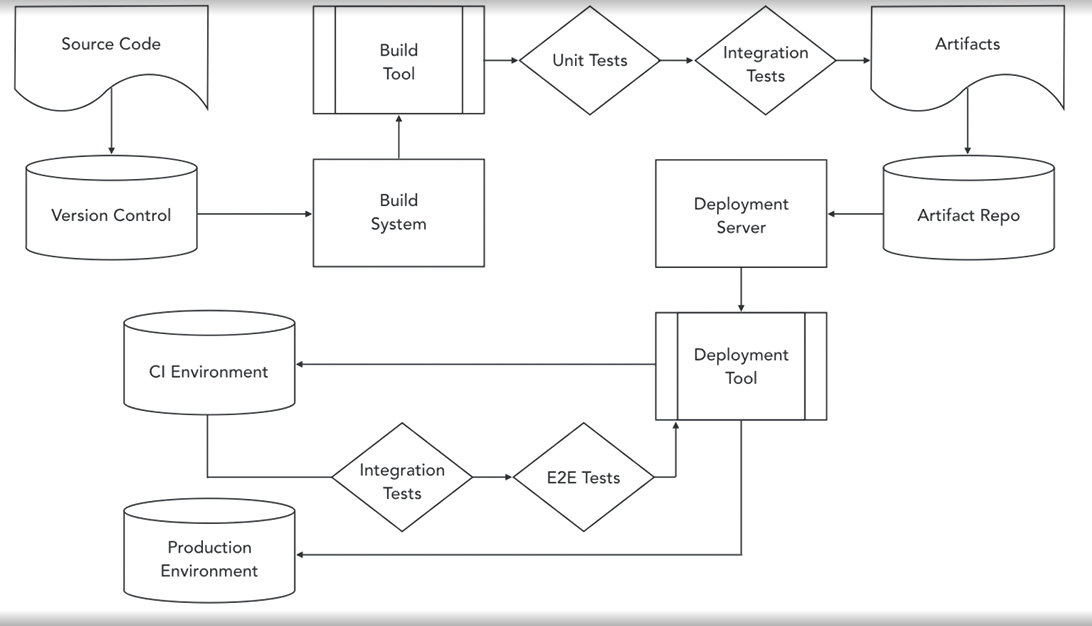 Source Code
Build
Tool
Unit Tests
Integration
Tests
Artifacts
Version Control
Build
System
Deployment
Server
Artifact Repo
CI Environment
Deployment
Tool
Integration
Tests
E2E Tests
Production
Environment